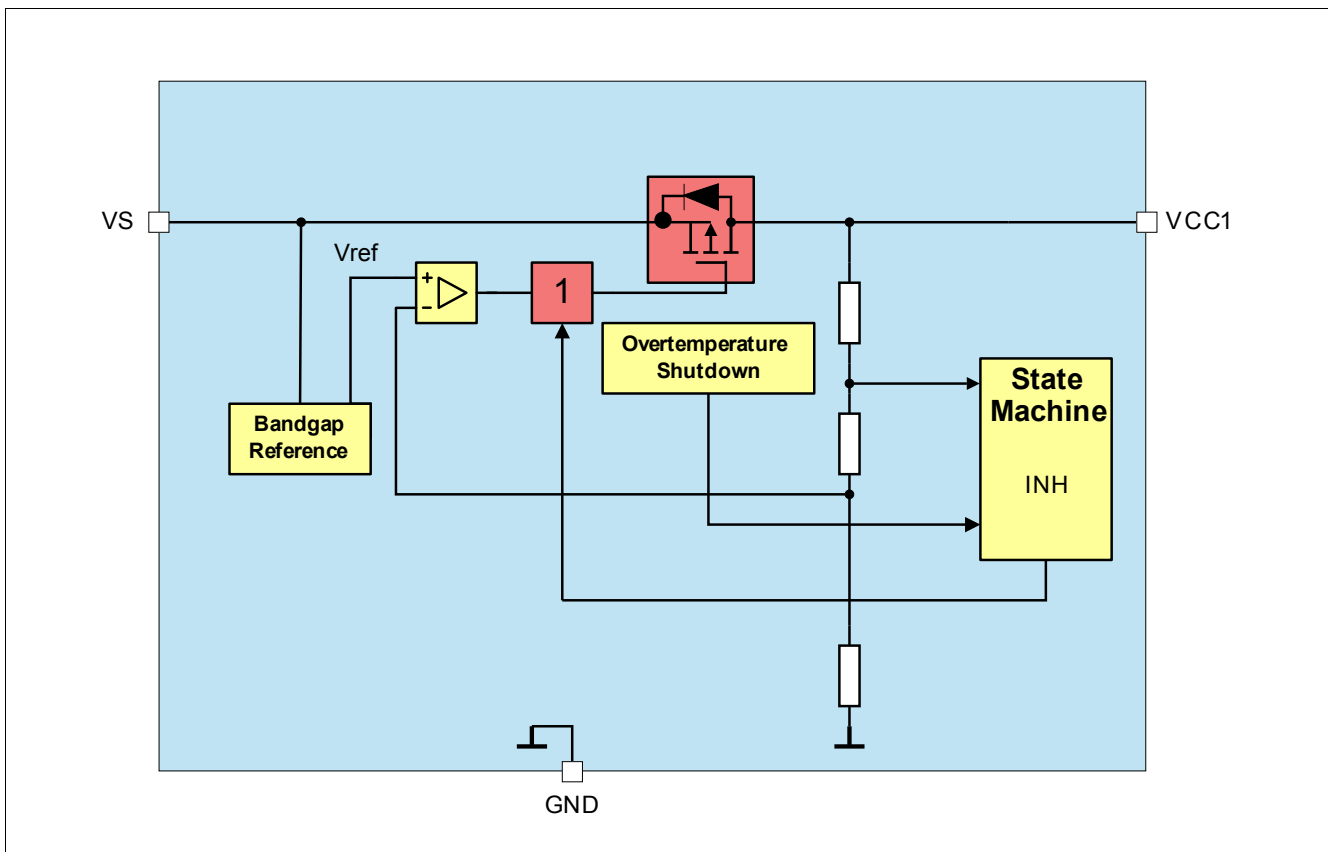 VS
VCC1
Vref
+
-
1
Overtemperature
Shutdown
State
Machine
INH
Bandgap
Reference
GND